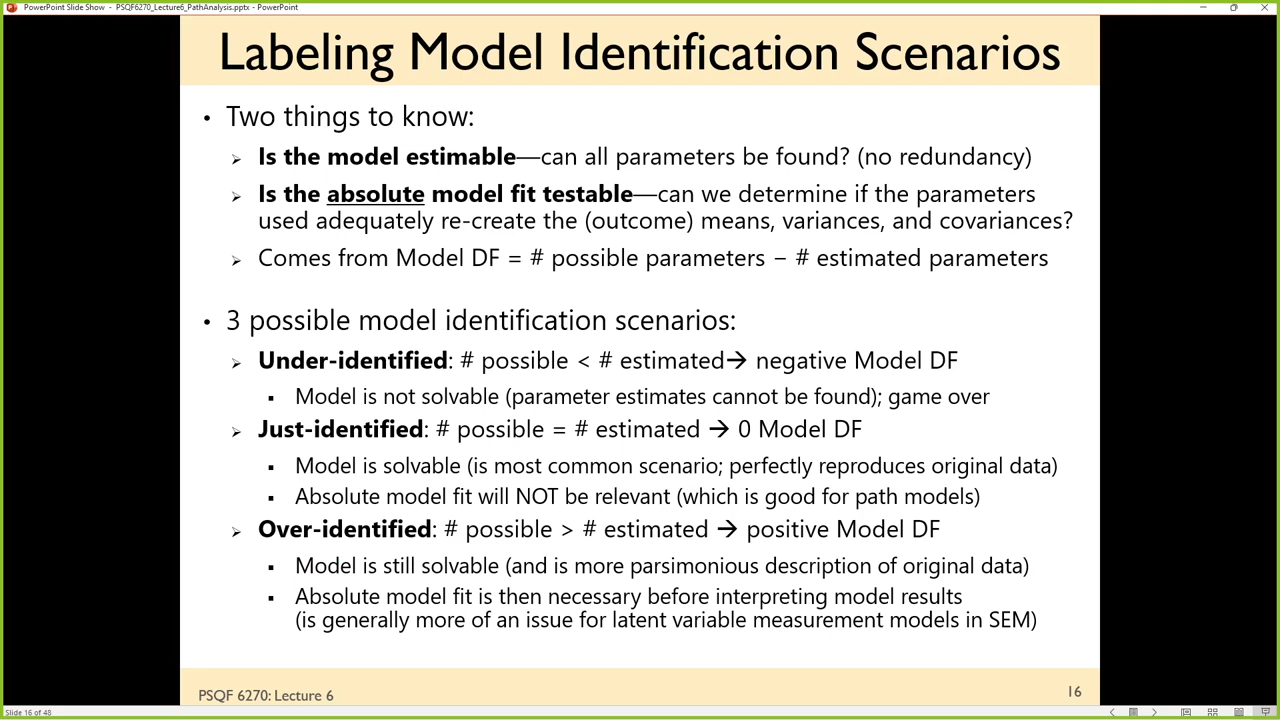 PowerPoint Slide Show - PSQF6270_Lecture6_PathAnalysis.pptx - PowerPoint
Labeling Model Identification Scenarios
• Two things to know:
➢ Is the model estimable—can all parameters be found? (no redundancy)
➢ Is the absolute model fit testable—can we determine if the parameters
used adequately re-create the (outcome) means, variances, and covariances?
➢ Comes from Model DF = # possible parameters − # estimated parameters
• 3 possible model identification scenarios:
➢ Under-identified: # possible < # estimated→ negative Model DF
▪ Model is not solvable (parameter estimates cannot be found); game over
➢ Just-identified: # possible = # estimated → 0 Model DF
▪ Model is solvable (is most common scenario; perfectly reproduces original data)
▪ Absolute model fit will NOT be relevant (which is good for path models)
➢ Over-identified: # possible > # estimated → positive Model DF
▪ Model is still solvable (and is more parsimonious description of original data)
▪ Absolute model fit is then necessary before interpreting model results
(is generally more of an issue for latent variable measurement models in SEM)
PSQF 6270: Lecture 6
16
Slide 16 of 48